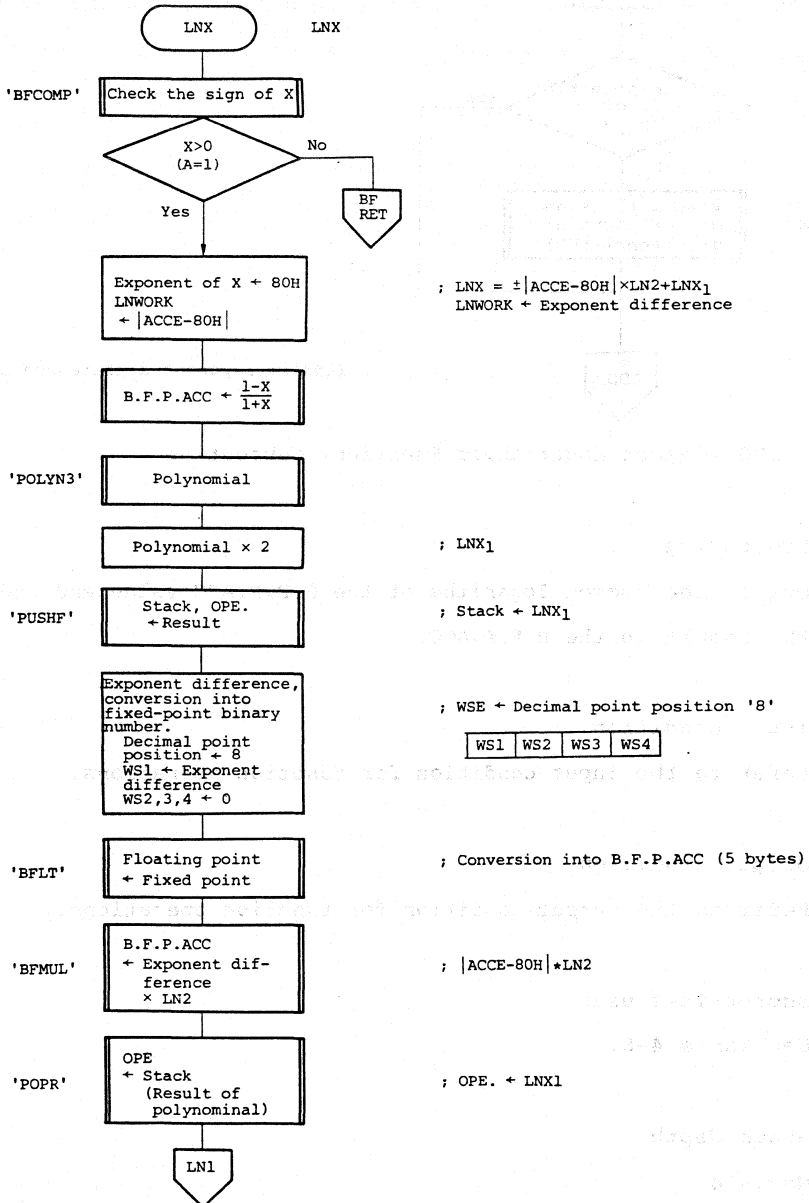 LNX LNX
'BFCOMP' Check the sign of X
X>0 No
(A=1)
BF
RET
Yes
Exponent of X ← 80H ; LNX = ±|ACCE-80H|×LN2+LNX1
LNWORK LNWORK ← Exponent difference
← |ACCE-80H|
B.F.P.ACC ← 1-X
1+X
'POLYN3' Polynomial
Polynomial × 2 ; LNX1
'PUSHF' Stack, OPE. ; Stack ← LNX1
←Result
Exponent difference,
conversion into ; WSE ← Decimal point position '8'
fixed-point binary
number.
Decimal point WS1 WS2 WS3 WS4
position ← 8
WS1 ← Exponent
difference
WS2,3,4 ← 0
'BFLT' Floating point ; Conversion into B.F.P.ACC (5 bytes)
← Fixed point
'BFMUL' B.F.P.ACC
← Exponent dif- ; |ACCE-80H|*LN2
ference
× LN2
'POPR' OPE
← Stack ; OPE. ← LNX1
(Result of
polynominal)
LN1